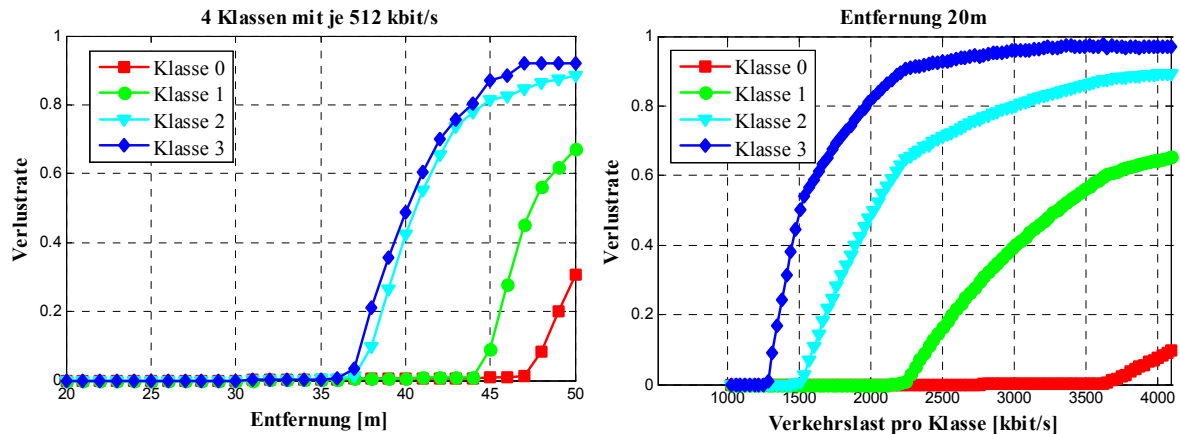 4 Klassen mit je 512 kbit/s
1
0.8
0.6
0.4
0.2
0
Verlustrate
Klasse 0
Klasse 1
Klasse 2
Klasse 3
20 25 30 35 40 45 50
Entfernung [m]
Entfernung 20m
1
0.8
0.6
0.4
0.2
0
Verlustrate
Klasse 0
Klasse 1
Klasse 2
Klasse 3
1000 1500 2000 2500 3000 3500 4000
Verkehrslast pro Klasse [kbit/s]